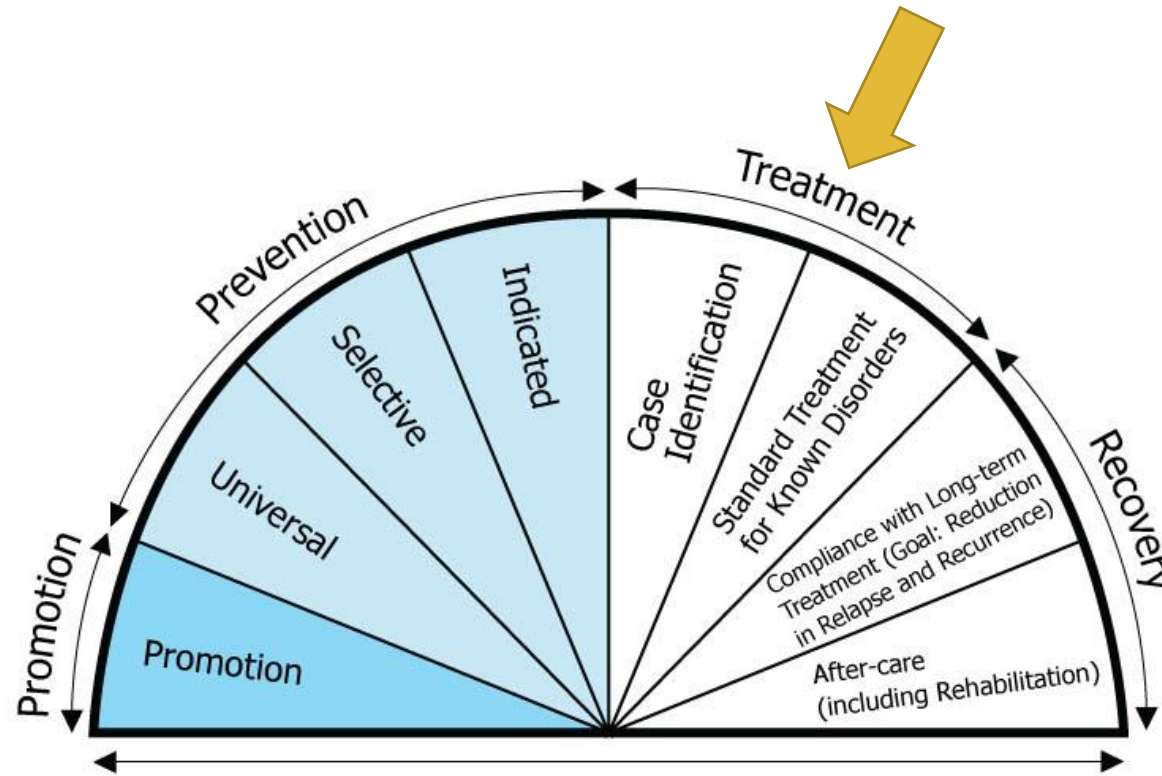 Promotion
Prevention
Treatment
Recovery
Promotion
Universal
Selective
Indicated
Case
Identification
Standard Treatment
for Known Disorders
Compliance with Long-term
Treatment (Goal: Reduction
in Relapse and Recurrence)
After-care
(including Rehabilitation)